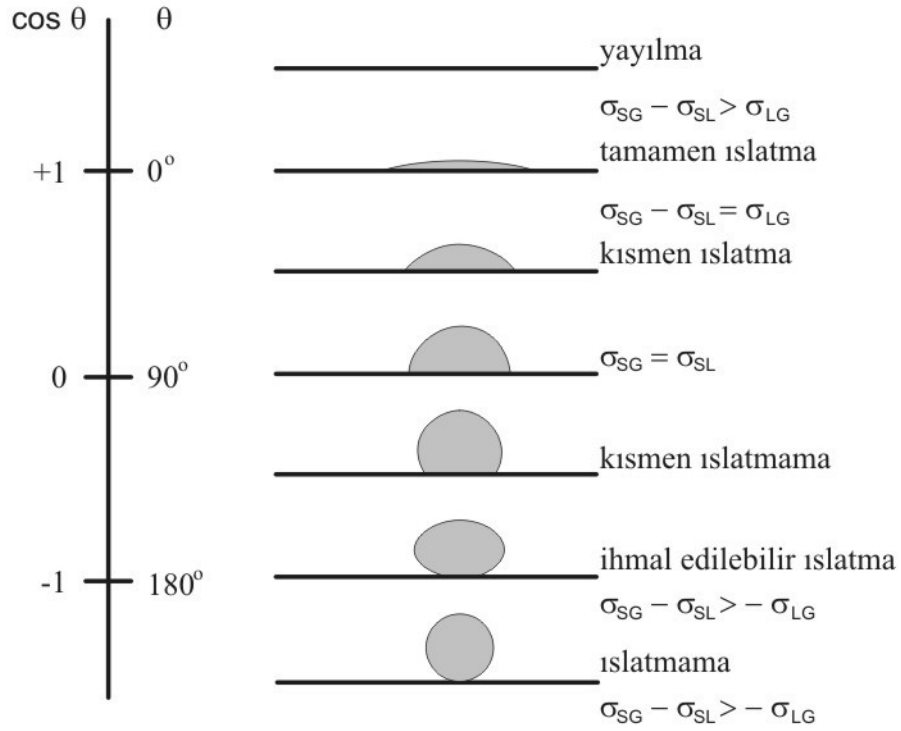 cos θ θ
yayılma
σSG − σSL > σLG
tamamen ıslatma
+1 0°
σSG − σSL = σLG
kısmen ıslatma
σSG = σSL
0 90°
kısmen ıslatmama
ihmal edilebilir ıslatma
-1 180°
σSG − σSL > − σLG
ıslatmama
σSG − σSL > − σLG